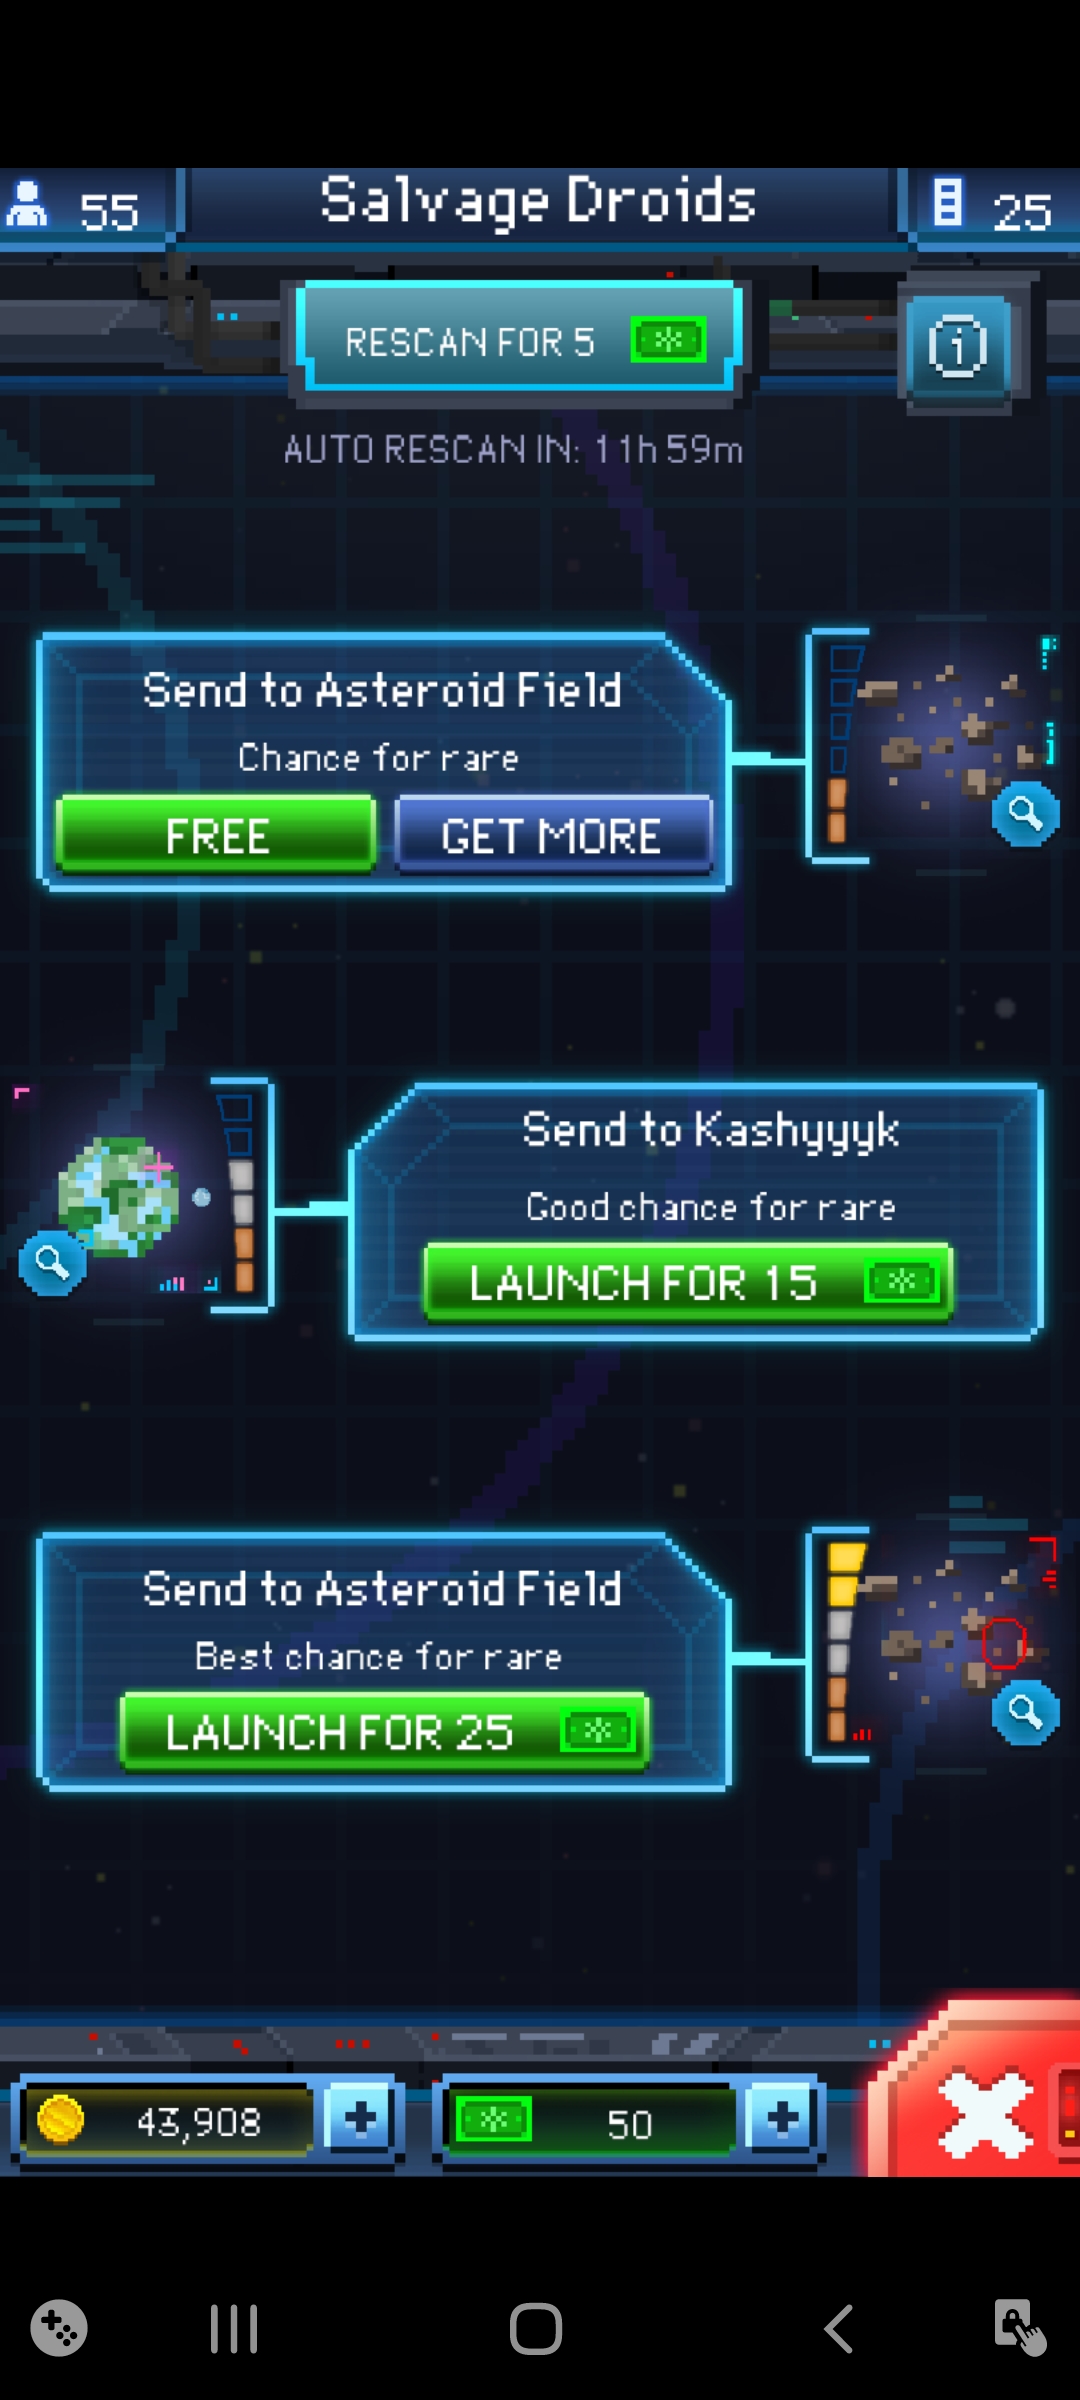 55
Salvage Droids
25
RESCAN FOR 5
i
AUTO RESCAN IN: 11h 59m
Send to Asteroid Field
Chance for rare
FREE
GET MORE
Send to Kashyyyk
Good chance for rare
LAUNCH FOR 15
Send to Asteroid Field
Best chance for rare
LAUNCH FOR 25
43,908
50